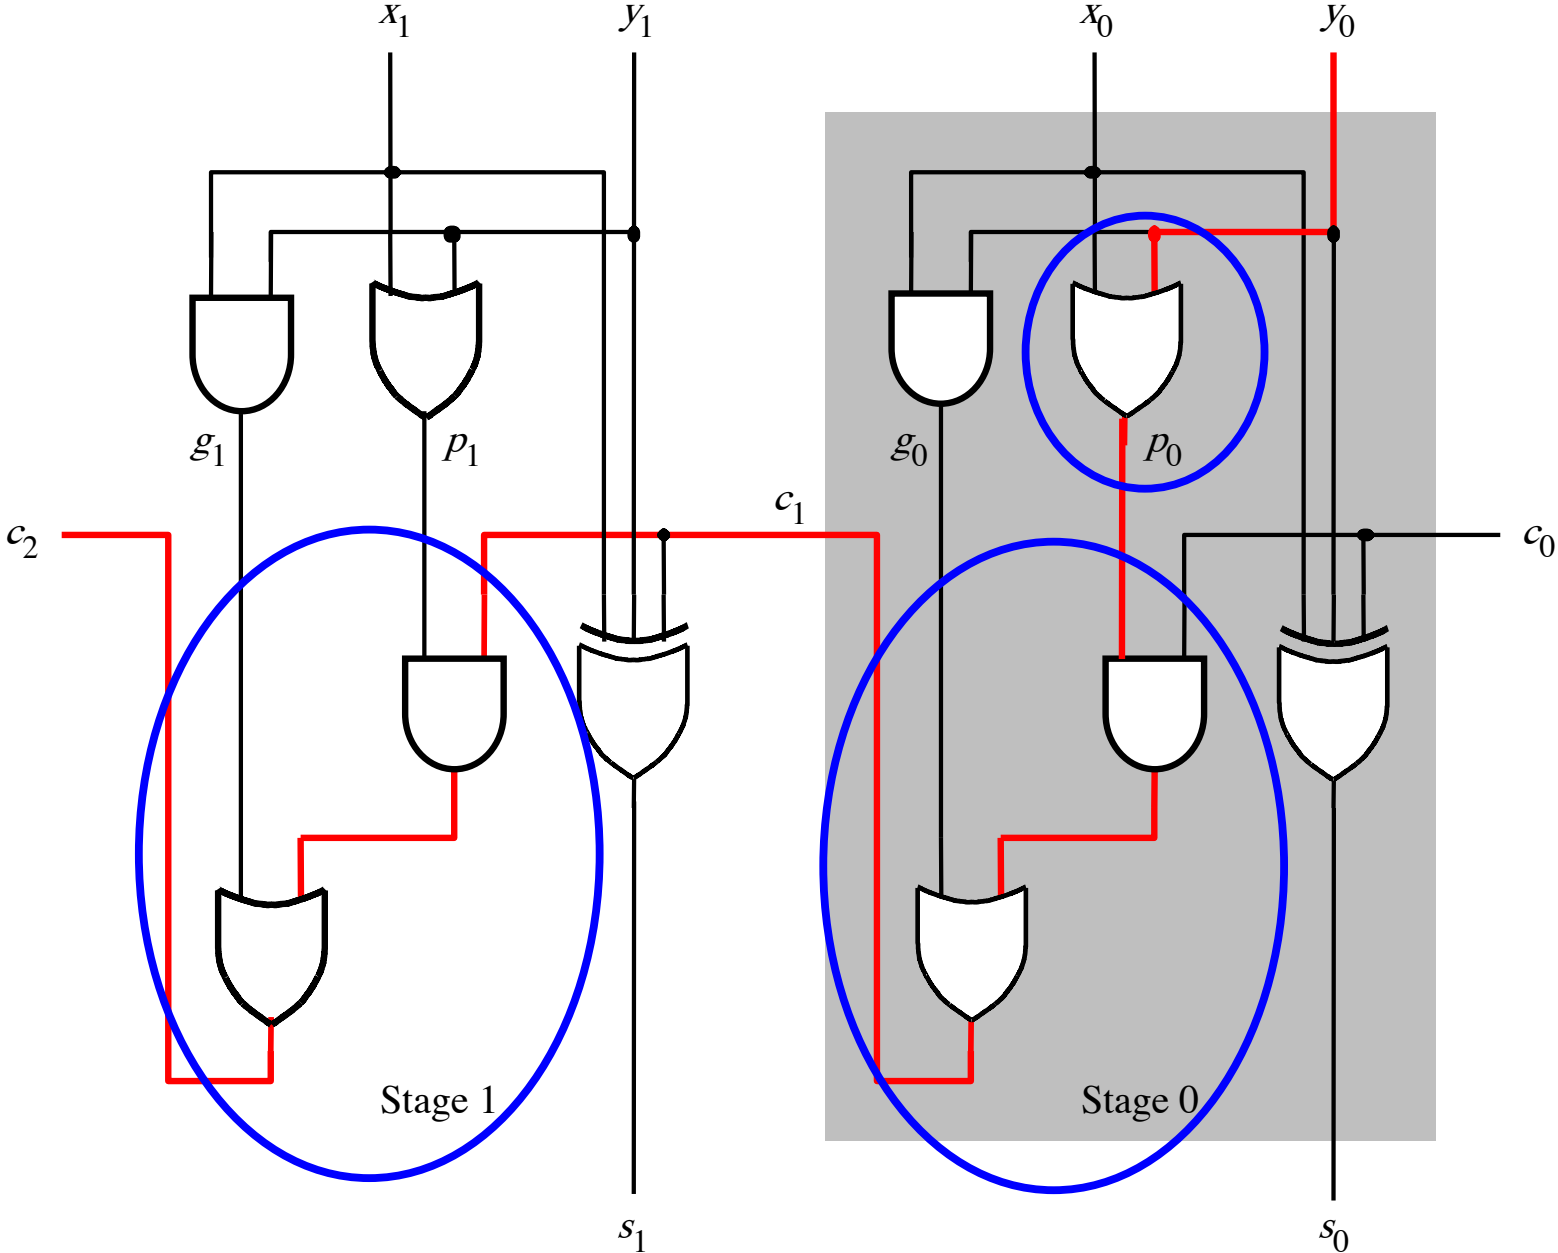 x₁ y₁ x₀ y₀
g₁ p₁ g₀ p₀
c₂ c₁ c₀
Stage 1 Stage 0
s₁ s₀